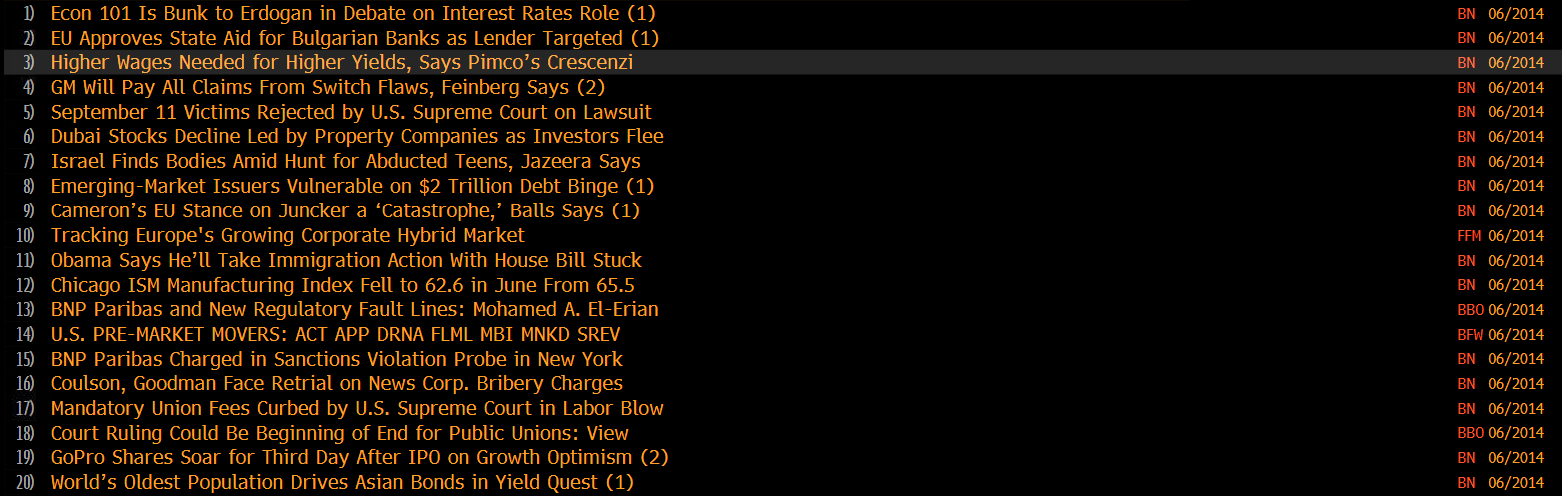 1) Econ 101 Is Bunk to Erdogan in Debate on Interest Rates Role (1) BN 06/2014
2) EU Approves State Aid for Bulgarian Banks as Lender Targeted (1) BN 06/2014
3) Higher Wages Needed for Higher Yields, Says Pimco’s Crescenzi BN 06/2014
4) GM Will Pay All Claims From Switch Flaws, Feinberg Says (2) BN 06/2014
5) September 11 Victims Rejected by U.S. Supreme Court on Lawsuit BN 06/2014
6) Dubai Stocks Decline Led by Property Companies as Investors Flee BN 06/2014
7) Israel Finds Bodies Amid Hunt for Abducted Teens, Jazeera Says BN 06/2014
8) Emerging-Market Issuers Vulnerable on $2 Trillion Debt Binge (1) BN 06/2014
9) Cameron’s EU Stance on Juncker a ‘Catastrophe,’ Balls Says (1) BN 06/2014
10) Tracking Europe's Growing Corporate Hybrid Market FFM 06/2014
11) Obama Says He’ll Take Immigration Action With House Bill Stuck BN 06/2014
12) Chicago ISM Manufacturing Index Fell to 62.6 in June From 65.5 BN 06/2014
13) BNP Paribas and New Regulatory Fault Lines: Mohamed A. El-Erian BBO 06/2014
14) U.S. PRE-MARKET MOVERS: ACT APP DRNA FLML MBI MNKD SREV BFW 06/2014
15) BNP Paribas Charged in Sanctions Violation Probe in New York BN 06/2014
16) Coulson, Goodman Face Retrial on News Corp. Bribery Charges BN 06/2014
17) Mandatory Union Fees Curbed by U.S. Supreme Court in Labor Blow BN 06/2014
18) Court Ruling Could Be Beginning of End for Public Unions: View BBO 06/2014
19) GoPro Shares Soar for Third Day After IPO on Growth Optimism (2) BN 06/2014
20) World’s Oldest Population Drives Asian Bonds in Yield Quest (1) BN 06/2014